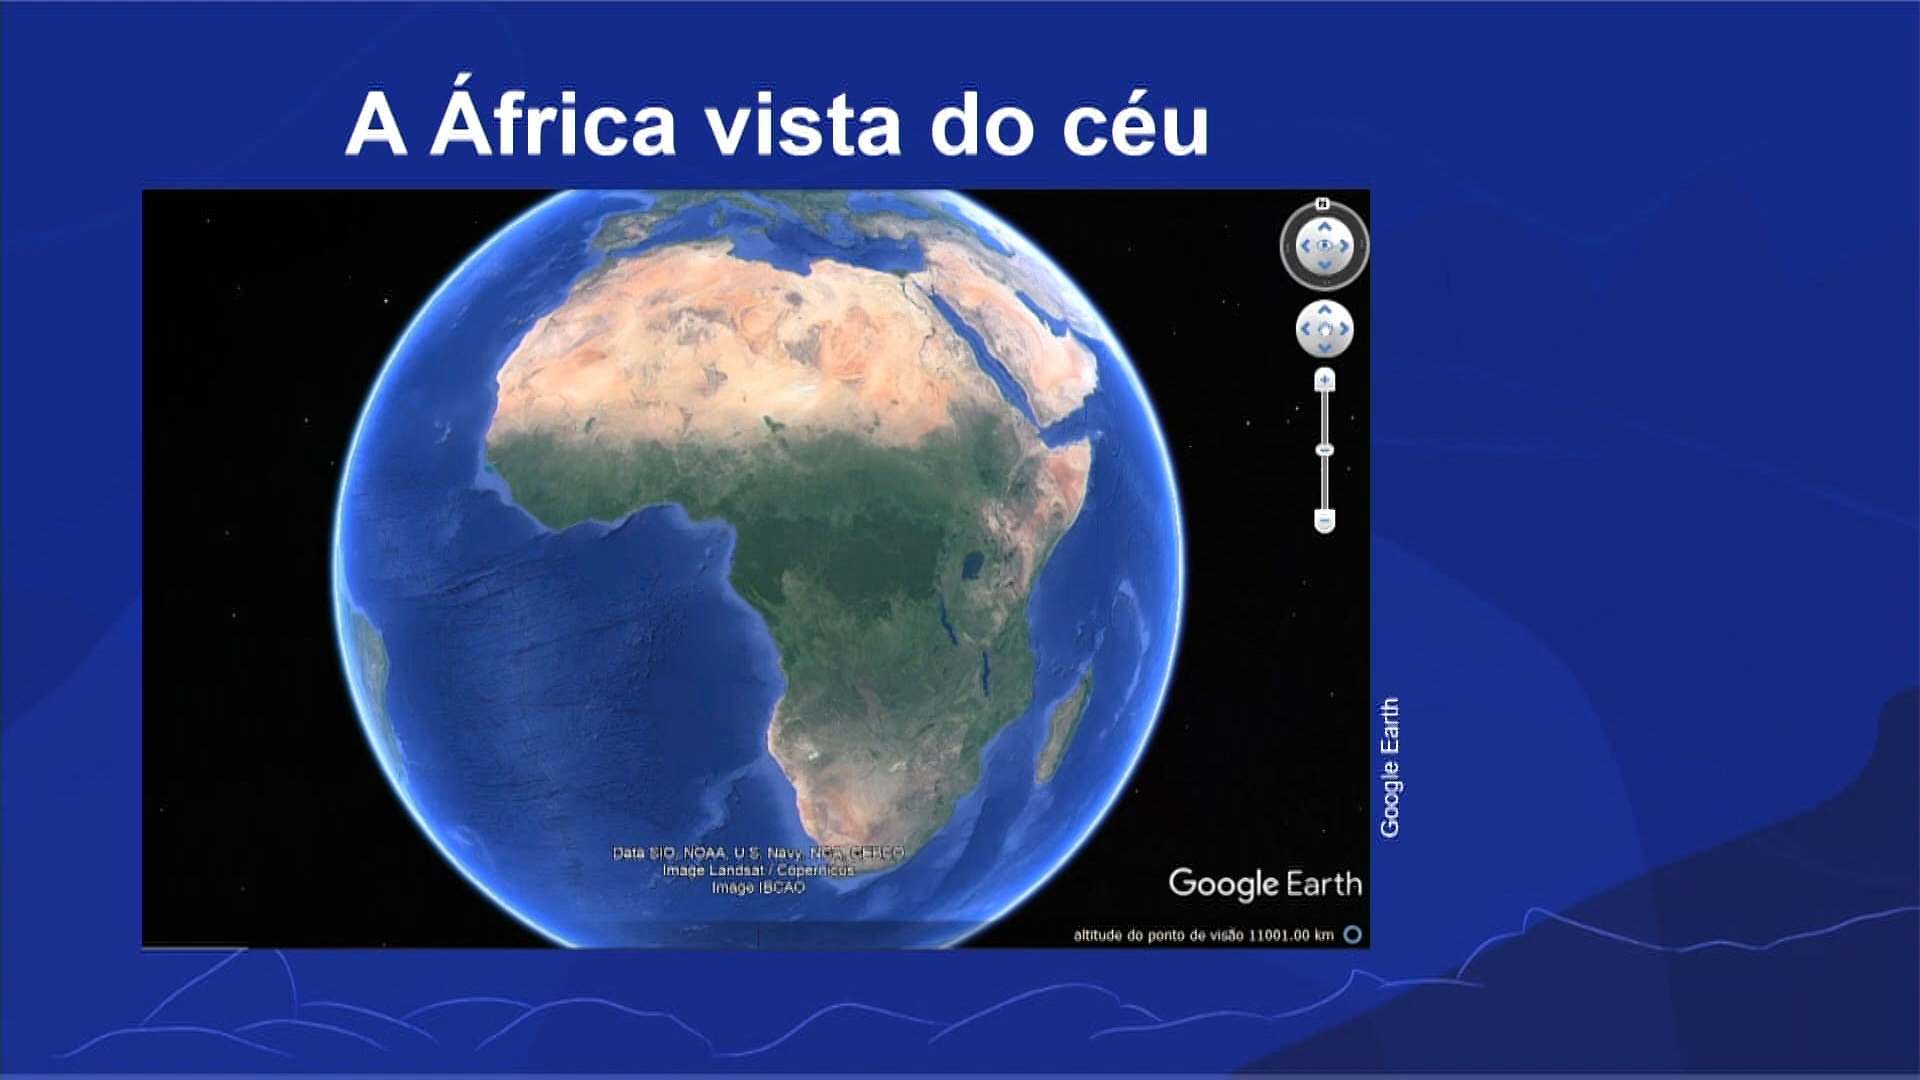 A África vista do céu
Data SIO, NOAA, U.S. Navy, NGA, GEBCO
Image Landsat / Copernicus
Image IBCAO
Google Earth
altitude do ponto de visão 11001.00 km
Google Earth